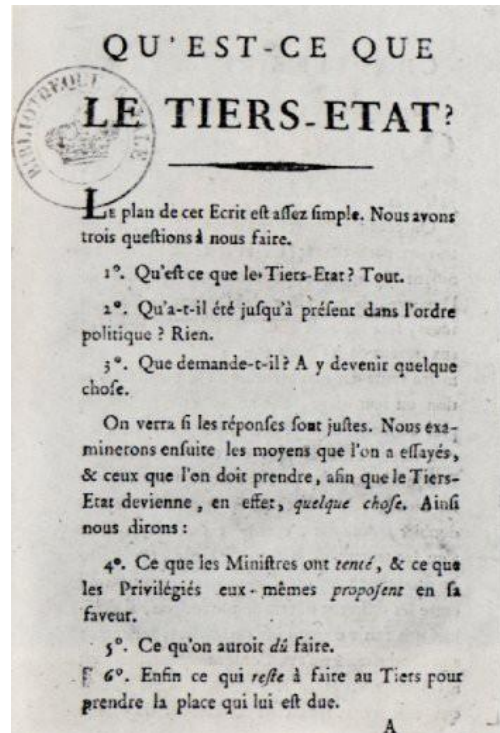 QU'EST-CE QUE
LE TIERS-ETAT?
LE plan de cet Ecrit eſt aſſez ſimple. Nous avons
trois queſtions à nous faire.
1°. Qu'eſt ce que le Tiers-Etat? Tout.
2°. Qu'a-t-il été juſqu'à préſent dans l'ordre
politique? Rien.
3°. Que demande-t-il? A y devenir quelque
choſe.
On verra ſi les réponſes ſont juſtes. Nous exa-
minerons enſuite les moyens que l'on a eſſayés,
& ceux que l'on doit prendre, afin que le Tiers-
Etat devienne, en effet, quelque choſe. Ainſi
nous dirons:
4°. Ce que les Miniſtres ont tenté, & ce que
les Privilégiés eux-mêmes propoſent en ſa
faveur.
5°. Ce qu'on auroit dû faire.
6°. Enfin ce qui reſte à faire au Tiers pour
prendre la place qui lui eſt due.
A